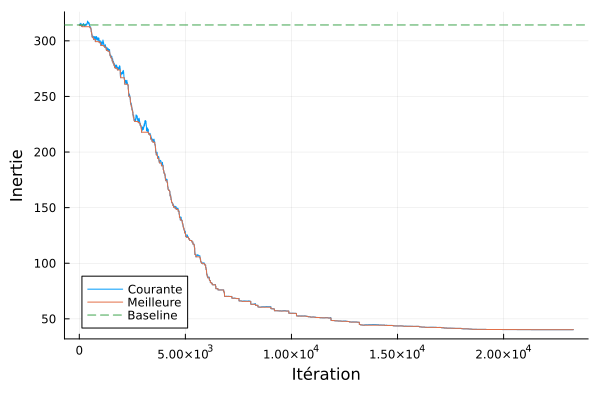 Inertie
300
250
200
150
100
50
Courante
Meilleure
Baseline
0
5.00×10³
1.00×10⁴
1.50×10⁴
2.00×10⁴
Itération